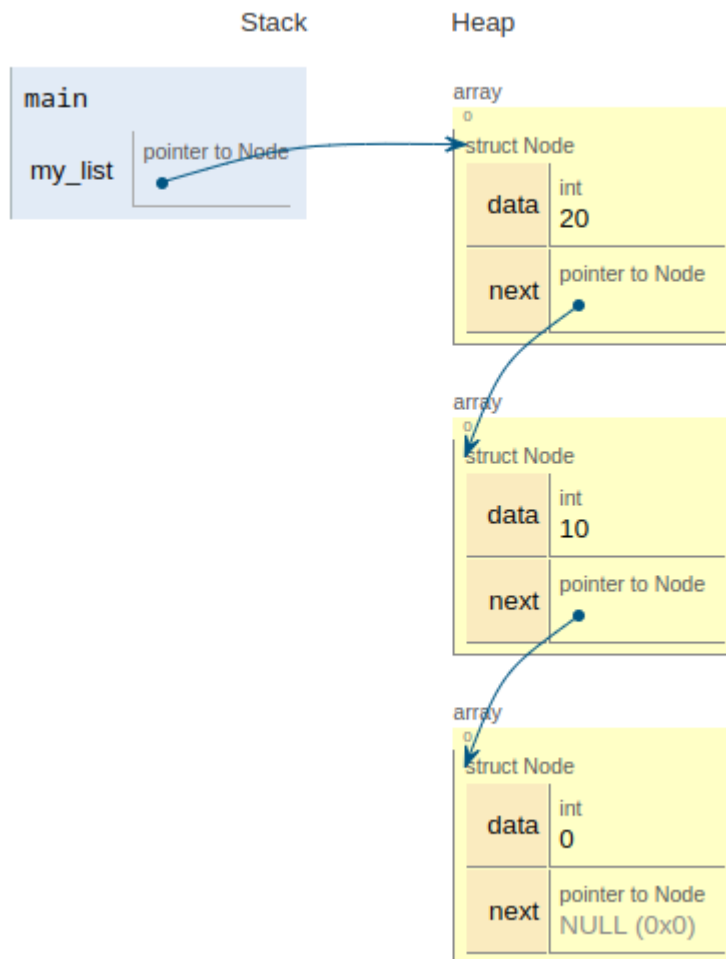 Stack
Heap
main
my_list
pointer to Node
array
0
struct Node
data
int
20
next
pointer to Node
array
0
struct Node
data
int
10
next
pointer to Node
array
0
struct Node
data
int
0
next
pointer to Node
NULL (0x0)